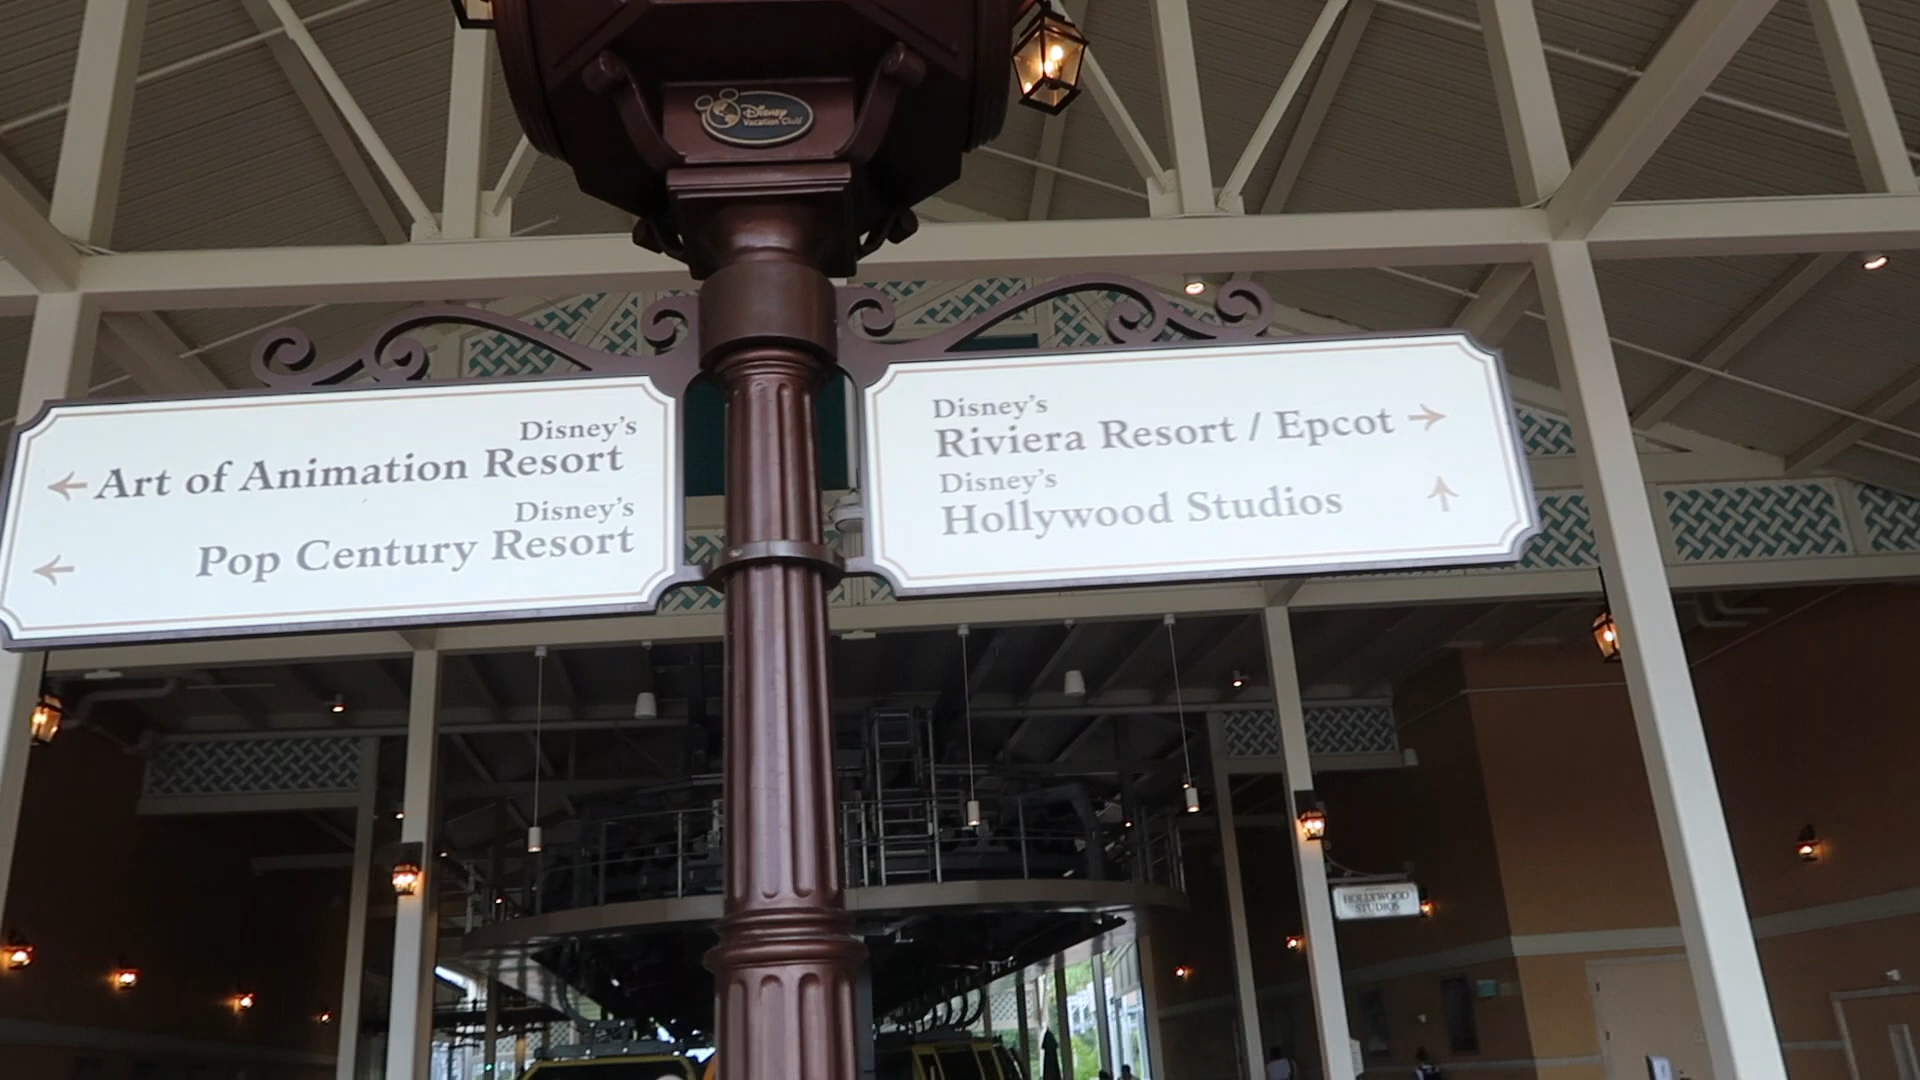 Disney
Vacation Club
Disney's
Art of Animation Resort
Disney's
Pop Century Resort
Disney's
Riviera Resort / Epcot
Disney's
Hollywood Studios
HOLLYWOOD
STUDIOS